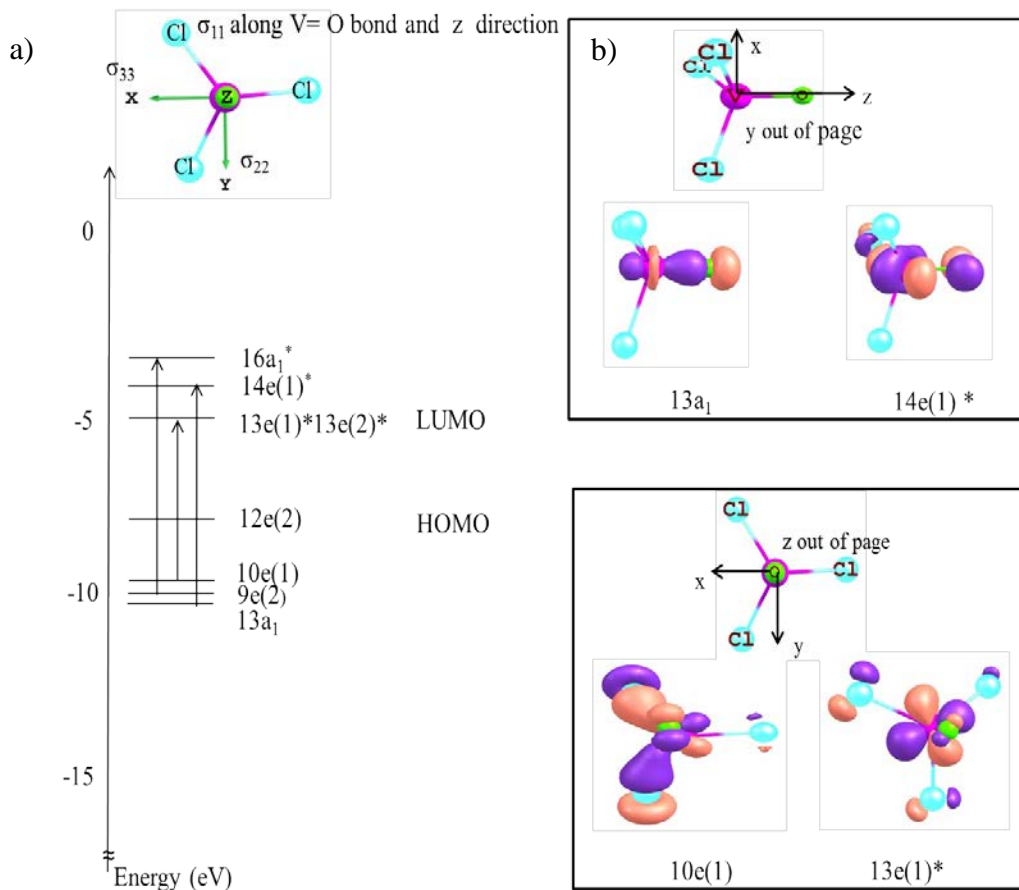 a)
σ11 along V= O bond and z direction
Cl
σ33
Cl
X
Z
Cl
σ22
Y
0
16a1*
14e(1)*
-5
13e(1)*13e(2)*
LUMO
12e(2)
HOMO
10e(1)
-10
9e(2)
13a1
-15
≈
Energy (eV)
b)
x
Cl
Cl
V
O
z
y out of page
Cl
13a1
14e(1) *
Cl
z out of page
x
O
Cl
Cl
y
10e(1)
13e(1)*